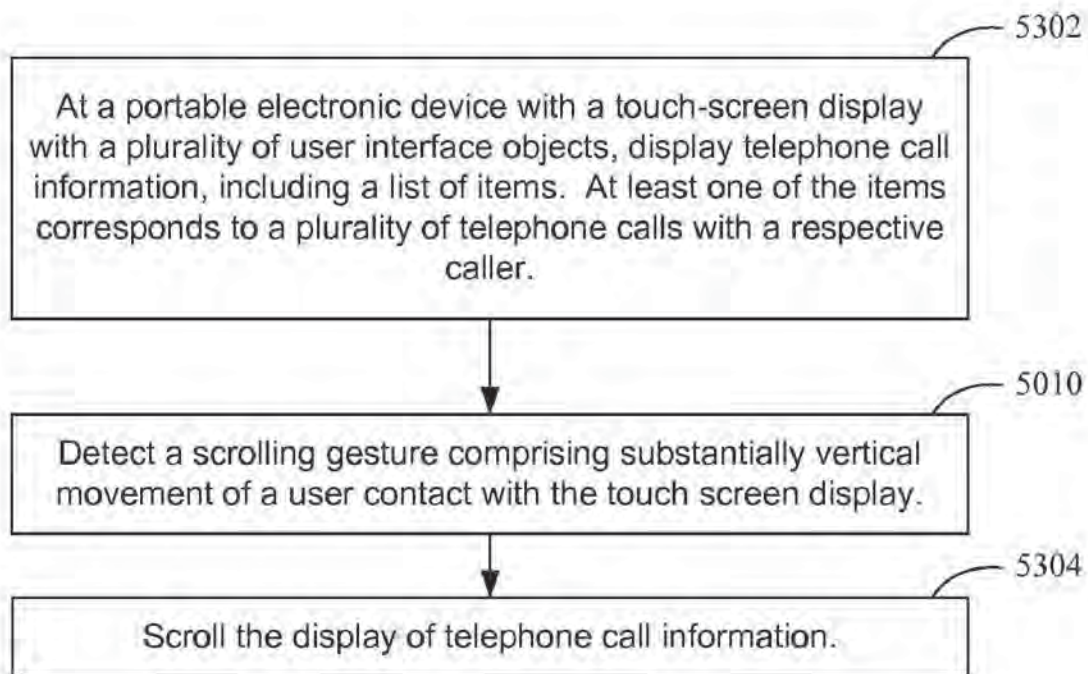 5302
At a portable electronic device with a touch-screen display
with a plurality of user interface objects, display telephone call
information, including a list of items. At least one of the items
corresponds to a plurality of telephone calls with a respective
caller.
5010
Detect a scrolling gesture comprising substantially vertical
movement of a user contact with the touch screen display.
5304
Scroll the display of telephone call information.